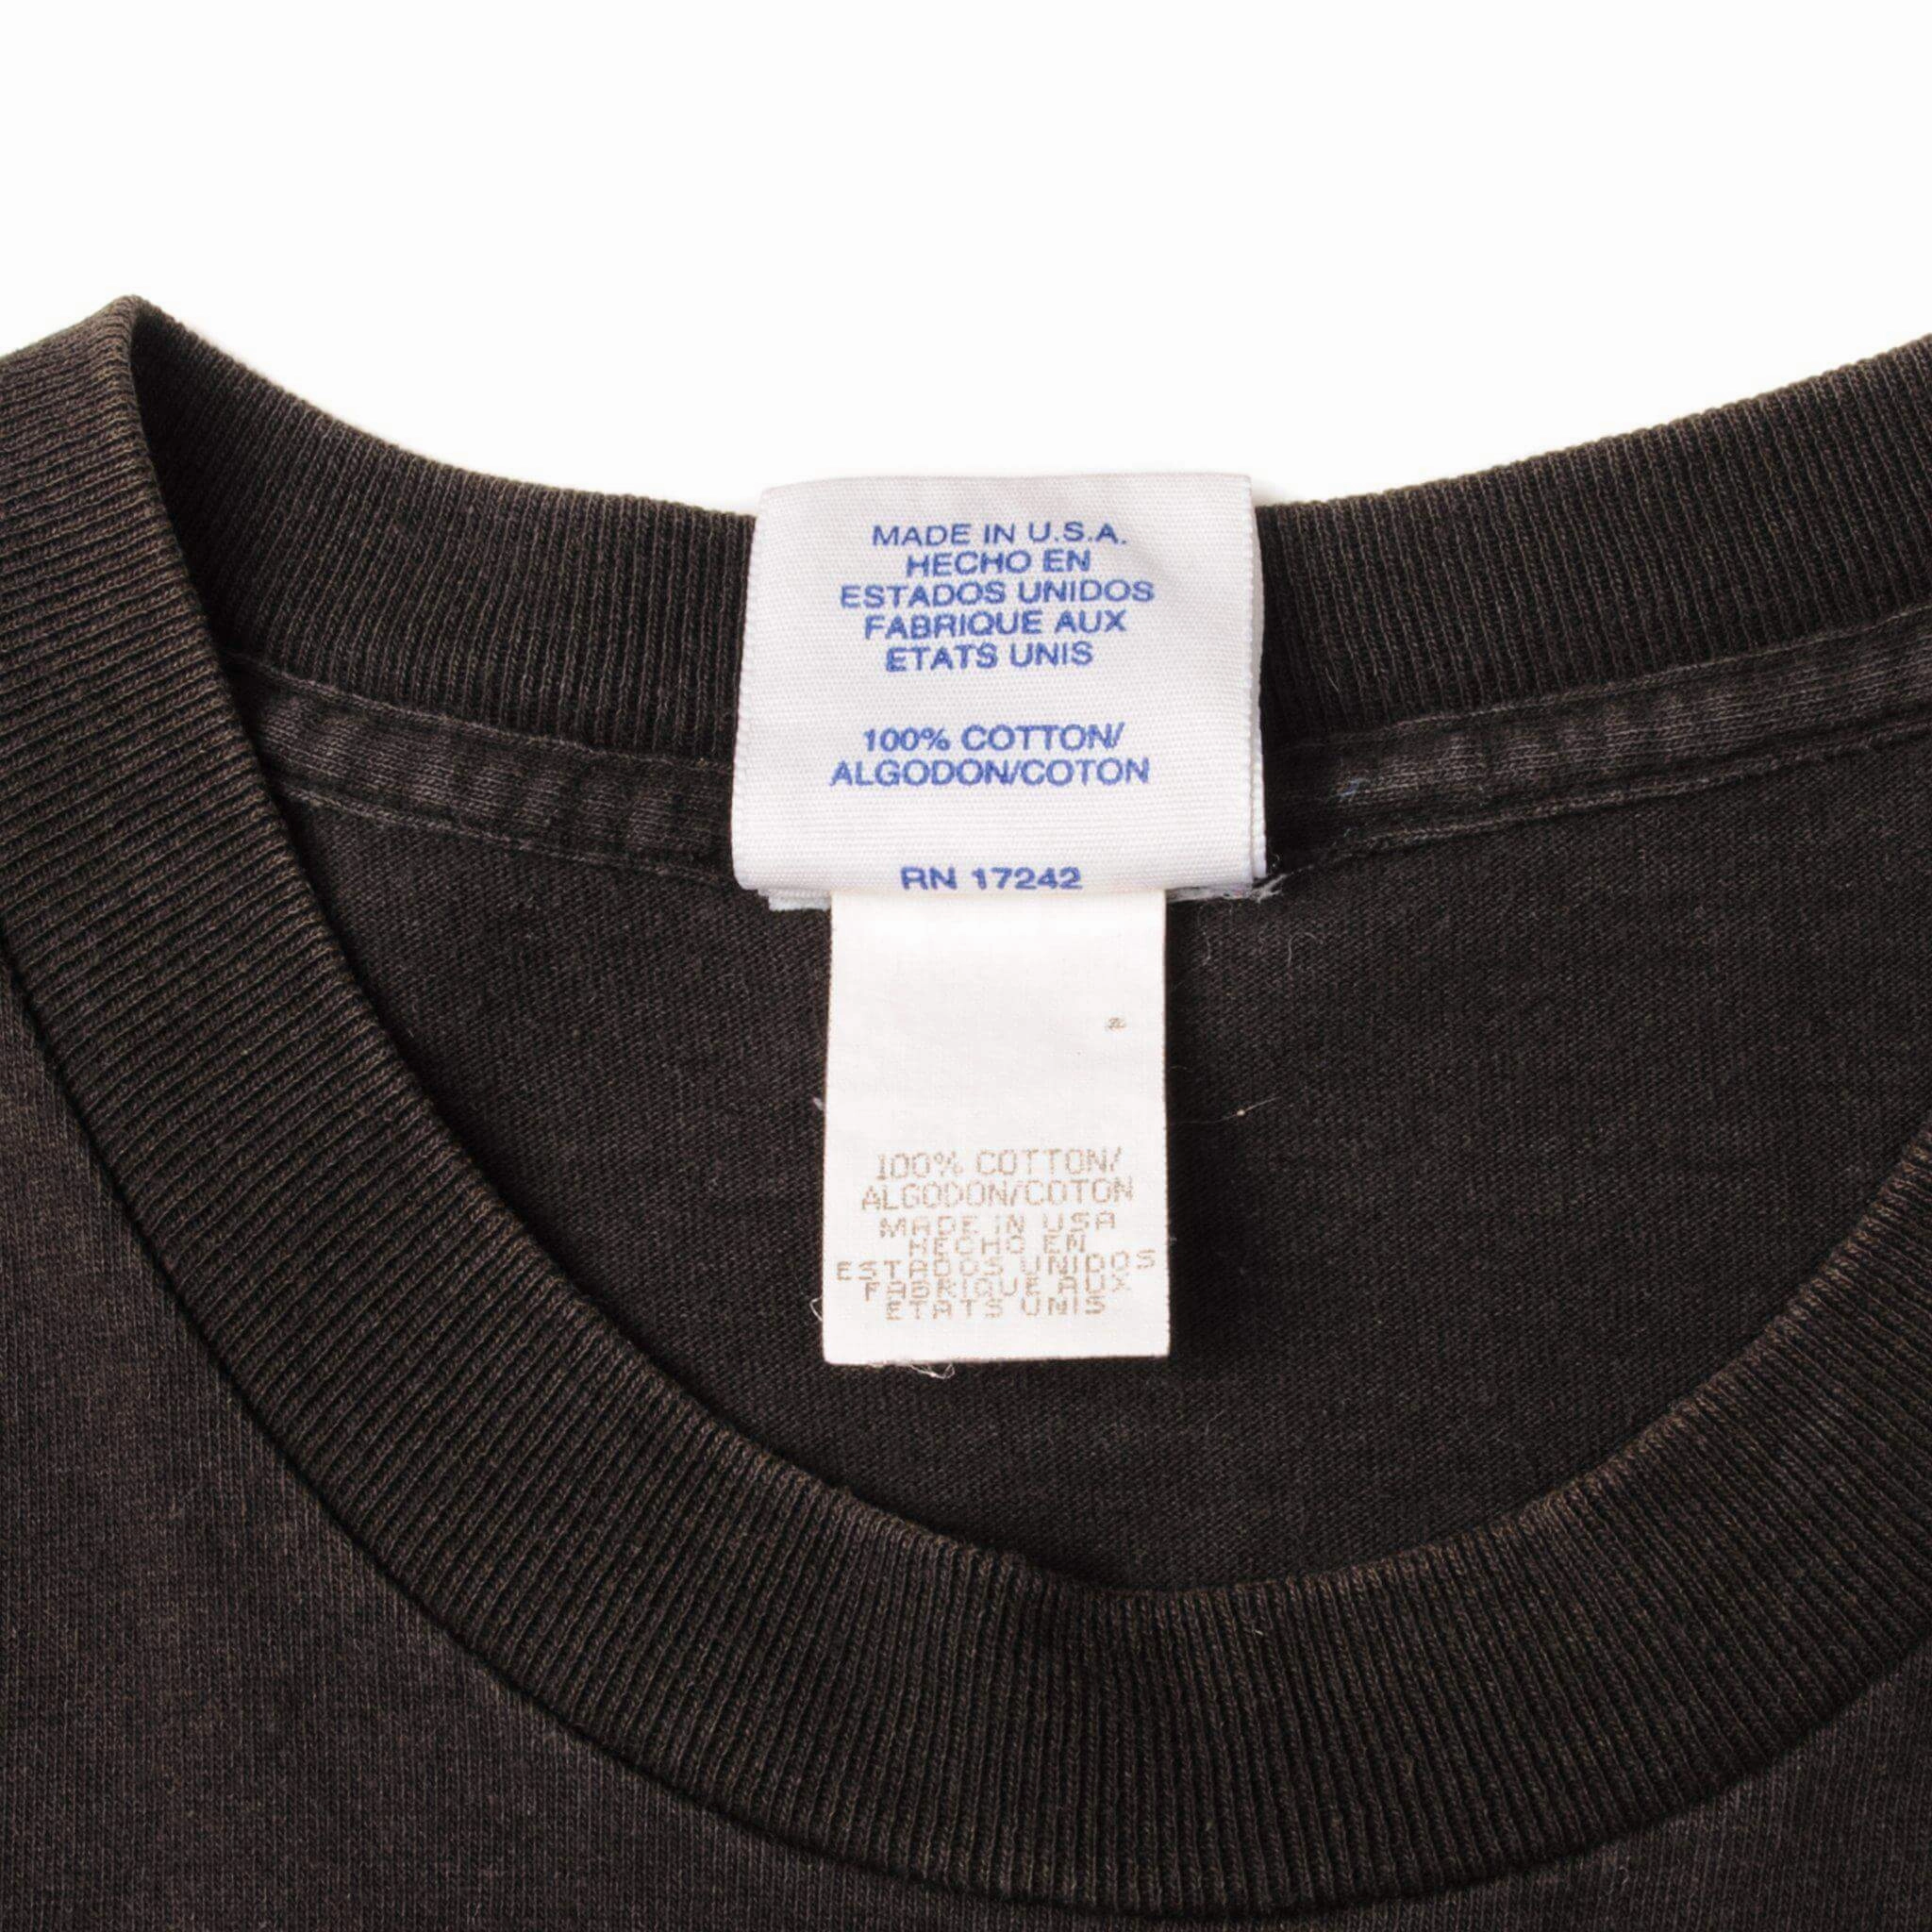 MADE IN U.S.A.
HECHO EN
ESTADOS UNIDOS
FABRIQUE AUX
ETATS UNIS
100% COTTON/
ALGODON/COTON
RN 17242
100% COTTON/
ALGODON/COTON
MADE IN USA
HECHO EN
ESTADOS UNIDOS
FABRIQUE AUX
ETATS UNIS